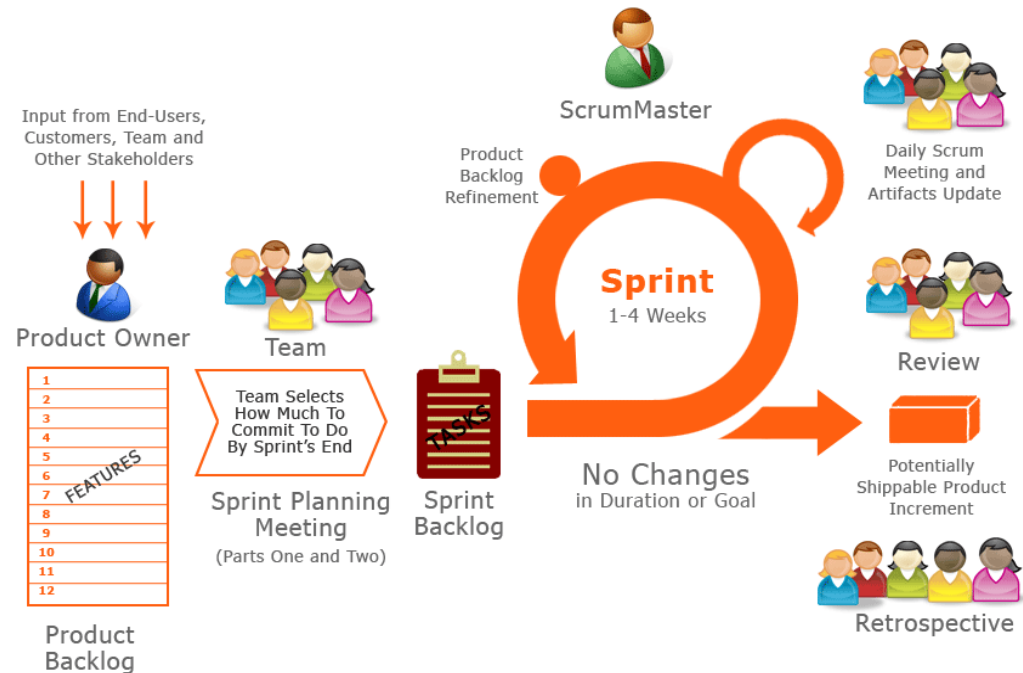 Input from End-Users,
Customers, Team and
Other Stakeholders
Product Owner
1
2
3
4
5
6
7
8
9
10
11
12
FEATURES
Product
Backlog
Team
Team Selects
How Much To
Commit To Do
By Sprint's End
Sprint Planning
Meeting
(Parts One and Two)
TASKS
Sprint
Backlog
ScrumMaster
Product
Backlog
Refinement
Sprint
1-4 Weeks
No Changes
in Duration or Goal
Daily Scrum
Meeting and
Artifacts Update
Review
Potentially
Shippable Product
Increment
Retrospective